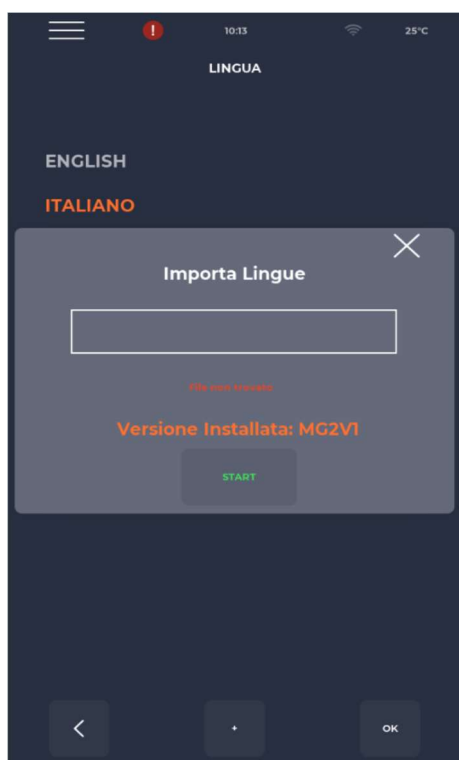 10:13
25°C
LINGUA
ENGLISH
ITALIANO
Importa Lingue
File non trovato
Versione Installata: MG2V1
START
+
OK